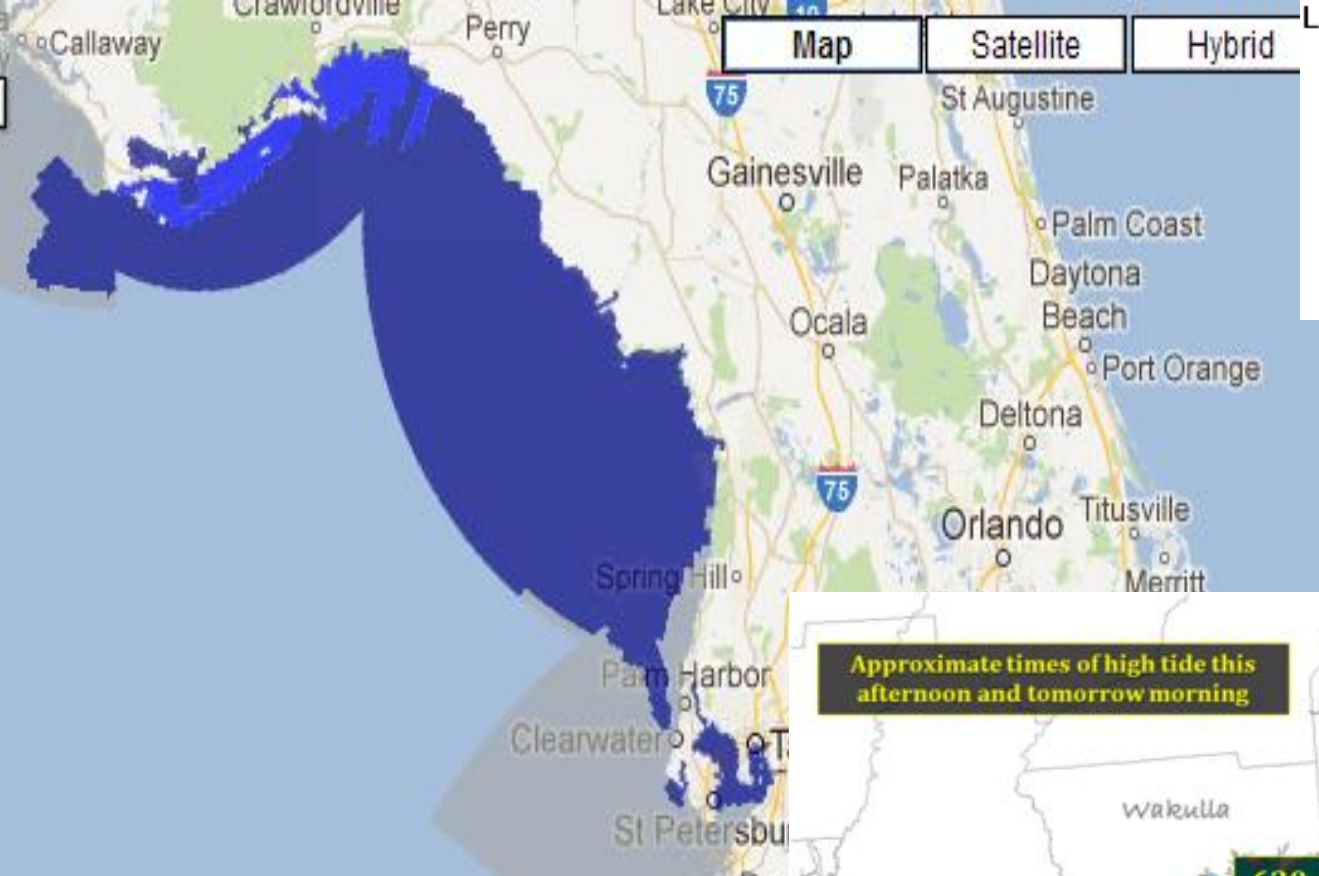 Crawfordville
Lake City
10
L
Callaway
Perry
Map
Satellite
Hybrid
75
St Augustine
Gainesville
Palatka
Palm Coast
Daytona
Beach
Ocala
Port Orange
Deltona
75
Orlando
Titusville
Spring Hill
Merritt
Approximate times of high tide this
afternoon and tomorrow morning
Palm Harbor
Clearwater
Wakulla